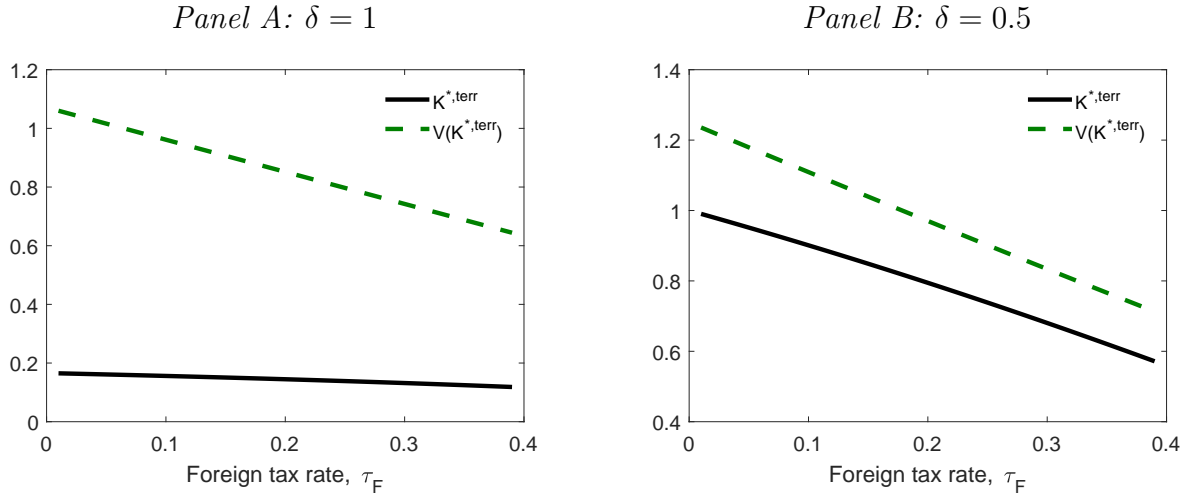 Panel A: δ = 1
1.2
1
0.8
0.6
0.4
0.2
0
0
0.1
0.2
0.3
0.4
K*,terr
V(K*,terr)
Foreign tax rate, τF
Panel B: δ = 0.5
1.4
1.2
1
0.8
0.6
0.4
0
0.1
0.2
0.3
0.4
K*,terr
V(K*,terr)
Foreign tax rate, τF